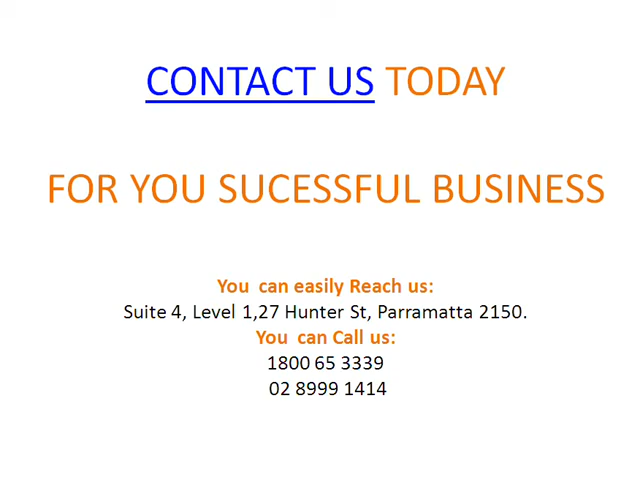 CONTACT US TODAY
FOR YOU SUCESSFUL BUSINESS
You can easily Reach us:
Suite 4, Level 1,27 Hunter St, Parramatta 2150.
You can Call us:
1800 65 3339
02 8999 1414